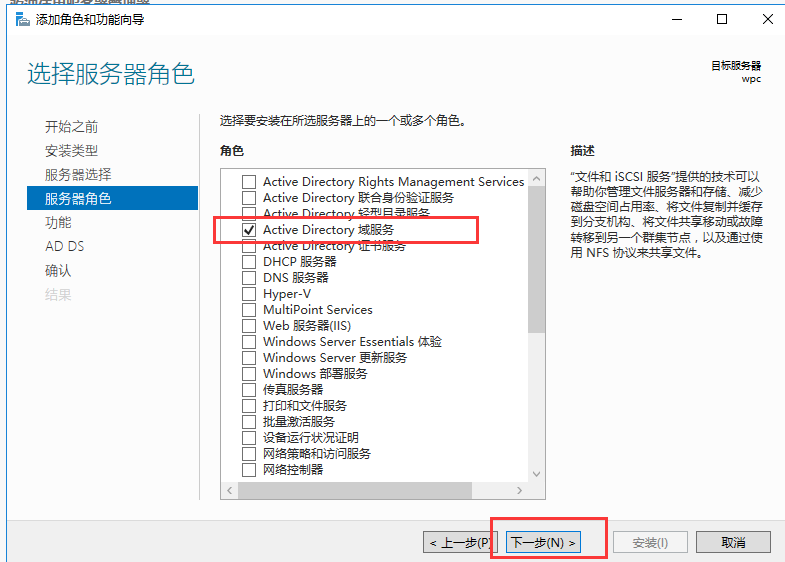 添加角色和功能向导
选择服务器角色
目标服务器
wpc
开始之前
安装类型
服务器选择
服务器角色
功能
AD DS
确认
结果
选择要安装在所选服务器上的一个或多个角色。
角色
Active Directory Rights Management Services
Active Directory 联合身份验证服务
Active Directory 轻型目录服务
Active Directory 域服务
Active Directory 证书服务
DHCP 服务器
DNS 服务器
Hyper-V
MultiPoint Services
Web 服务器(IIS)
Windows Server Essentials 体验
Windows Server 更新服务
Windows 部署服务
传真服务器
打印和文件服务
批量激活服务
设备运行状况证明
网络策略和访问服务
网络控制器
描述
“文件和 iSCSI 服务”提供的技术可以
帮助你管理文件服务器和存储、减少
磁盘空间占用率、将文件复制并缓存
到分支机构、将文件共享移动或故障
转移到另一个群集节点，以及通过使
用 NFS 协议来共享文件。
< 上一步(P)
下一步(N) >
安装(I)
取消